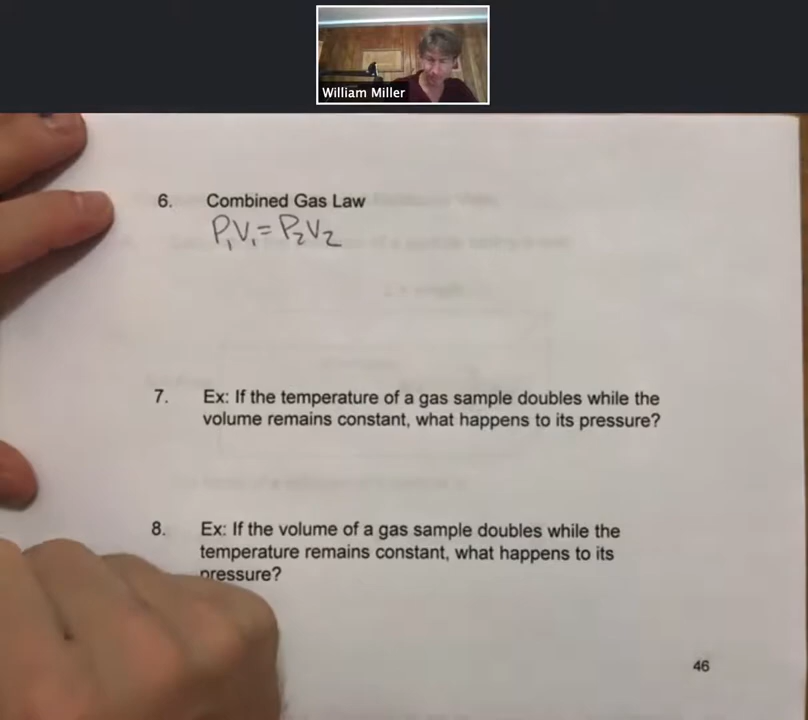 William Miller
6. Combined Gas Law
P₁V₁ = P₂V₂
7. Ex: If the temperature of a gas sample doubles while the
volume remains constant, what happens to its pressure?
8. Ex: If the volume of a gas sample doubles while the
temperature remains constant, what happens to its
pressure?
46